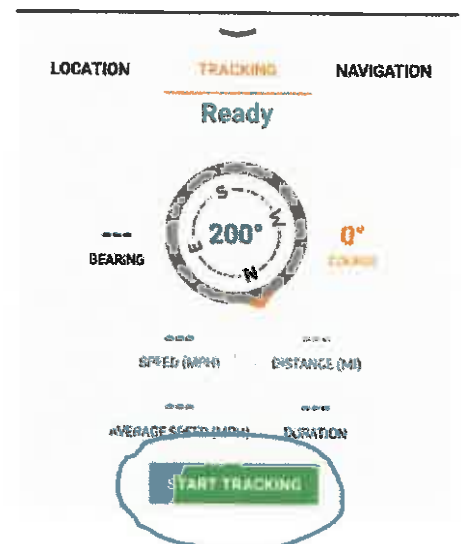 LOCATION TRACKING NAVIGATION
Ready
S
W
200°
E
N
---
BEARING
0°
COURSE
---
SPEED (MPH)
---
DISTANCE (MI)
---
AVERAGE SPEED (MPH)
---
DURATION
START TRACKING